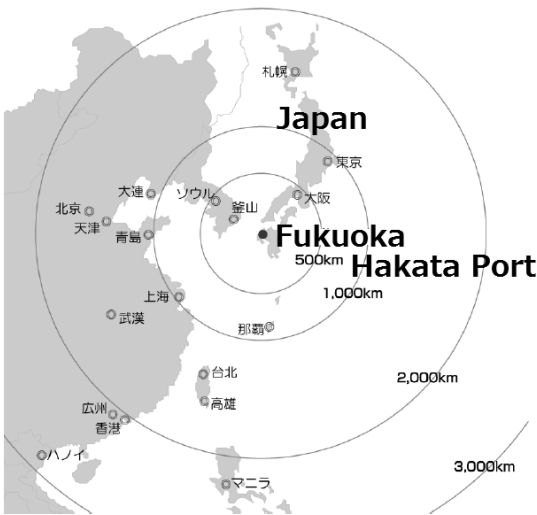 札幌
Japan
東京
大連
ソウル
大阪
北京
釜山
天津
青島
Fukuoka
500km
Hakata Port
上海
1,000km
武漢
那覇
台北
2,000km
高雄
広州
香港
ハノイ
3,000km
マニラ